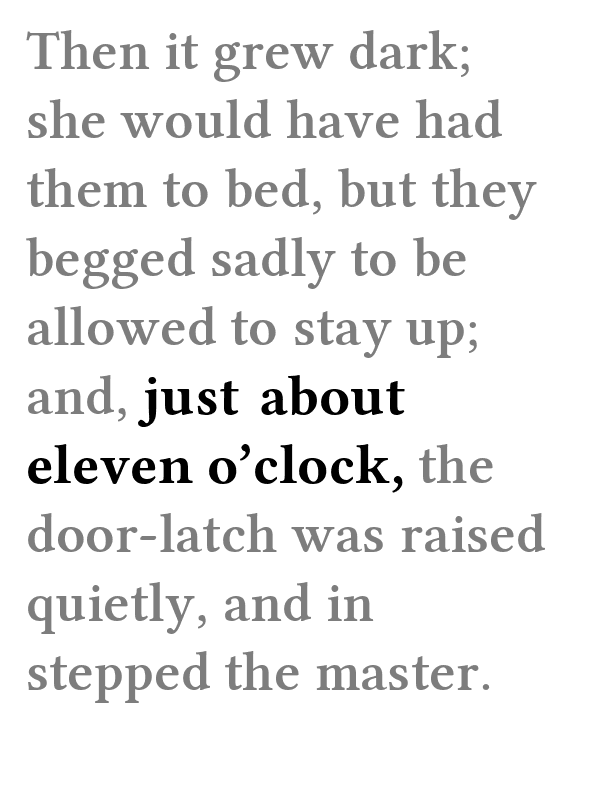 Then it grew dark;
she would have had
them to bed, but they
begged sadly to be
allowed to stay up;
and, just about
eleven o’clock, the
door-latch was raised
quietly, and in
stepped the master.